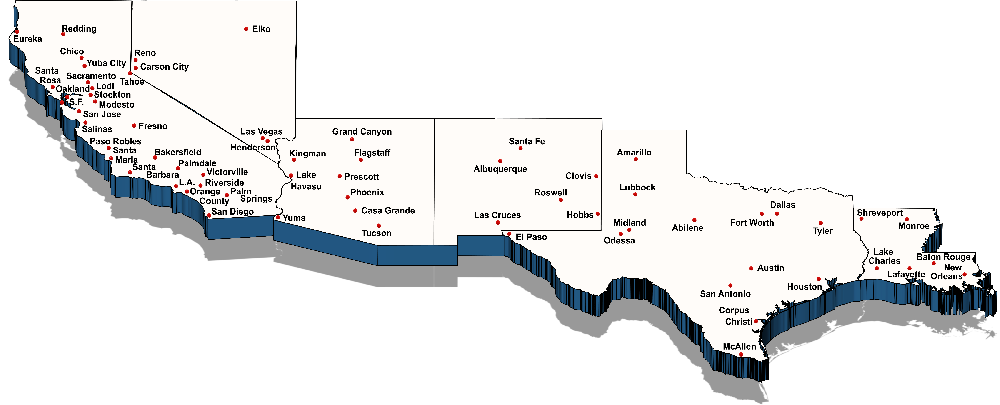 Redding
Eureka
Elko
Chico
Yuba City
Reno
Carson City
Santa
Rosa
Sacramento
Tahoe
Oakland
Lodi
Stockton
S.F.
Modesto
San Jose
Salinas
Fresno
Paso Robles
Santa
Maria
Bakersfield
Santa
Barbara
Palmdale
Victorville
L.A.
Riverside
Orange
County
Palm
Springs
San Diego
Las Vegas
Henderson
Grand Canyon
Kingman
Flagstaff
Lake
Havasu
Prescott
Phoenix
Casa Grande
Yuma
Tucson
Santa Fe
Albuquerque
Clovis
Roswell
Las Cruces
Hobbs
El Paso
Amarillo
Lubbock
Midland
Odessa
Abilene
Dallas
Fort Worth
Tyler
Austin
San Antonio
Houston
Corpus
Christi
McAllen
Shreveport
Monroe
Lake
Charles
Baton Rouge
Lafayette
New
Orleans